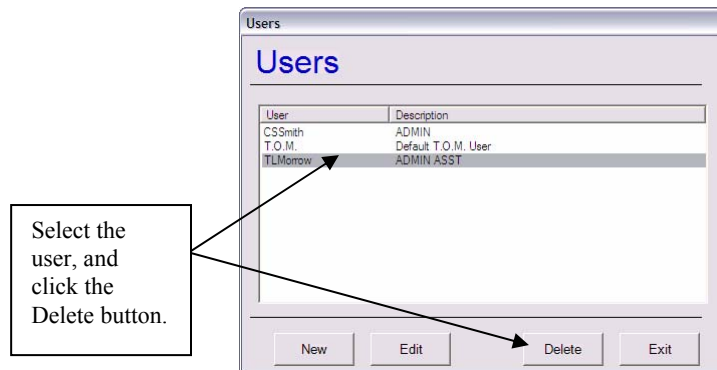 Users
Users
User Description
CSSmith ADMIN
T.O.M. Default T.O.M. User
TLMorrow ADMIN ASST
Select the
user, and
click the
Delete button.
New Edit Delete Exit